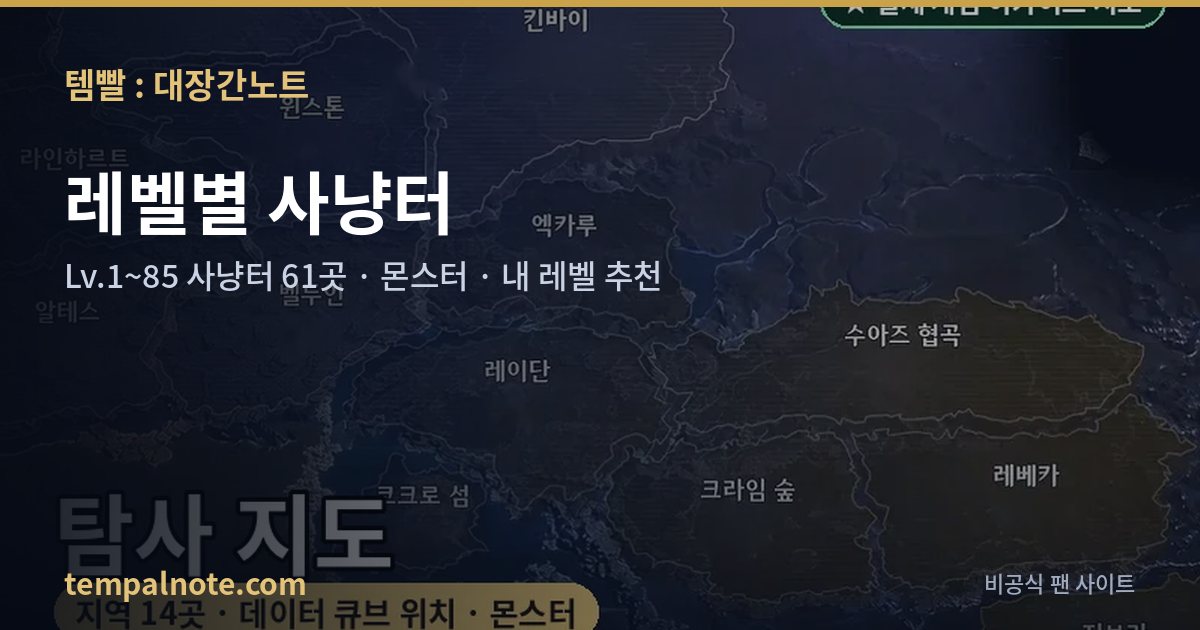 킨바이
템빨 : 대장간노트
윈스톤
라인하르트
레벨별 사냥터
엑카루
Lv.1~85 사냥터 61곳 · 몬스터 · 내 레벨 추천
벨두인
알테스
수아즈 협곡
레이단
레베카
크라임 숲
코크로 섬
탐사 지도
tempalnote.com
비공식 팬 사이트
지역 14곳 · 데이터 큐브 위치 · 몬스터